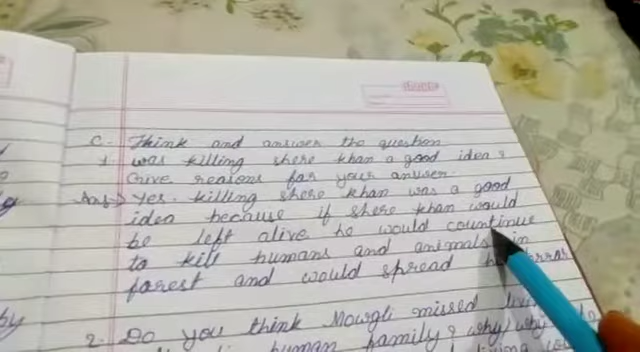 C. Think and answer the question
1. was killing shere khan a good idea?
Give reasons for your answer.
Ans:) Yes. killing shere khan was a good
idea because if shere khan would
be left alive he would countinue
to kill humans and animals in
forest and would spread
2. Do you think Mowgli missed
human family? why/why